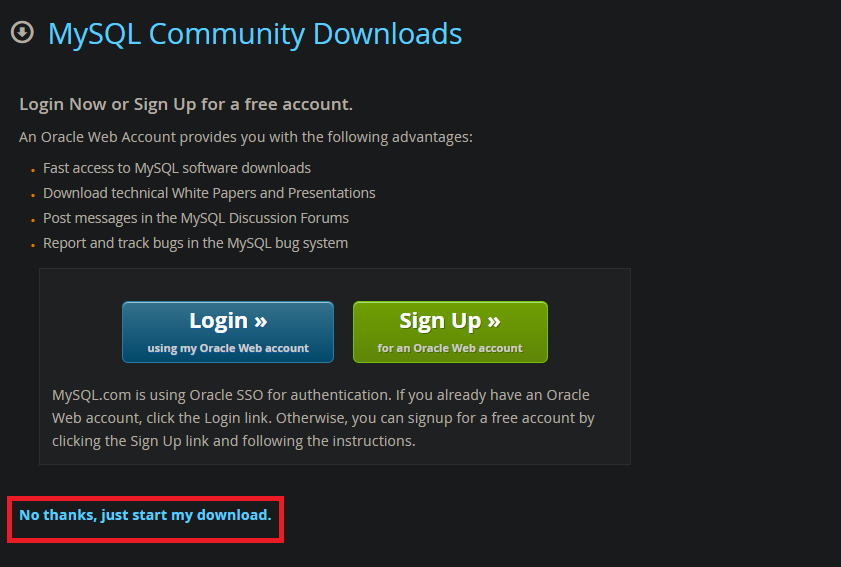 MySQL Community Downloads
Login Now or Sign Up for a free account.
An Oracle Web Account provides you with the following advantages:
Fast access to MySQL software downloads
Download technical White Papers and Presentations
Post messages in the MySQL Discussion Forums
Report and track bugs in the MySQL bug system
Login »
using my Oracle Web account
Sign Up »
for an Oracle Web account
MySQL.com is using Oracle SSO for authentication. If you already have an Oracle
Web account, click the Login link. Otherwise, you can signup for a free account by
clicking the Sign Up link and following the instructions.
No thanks, just start my download.